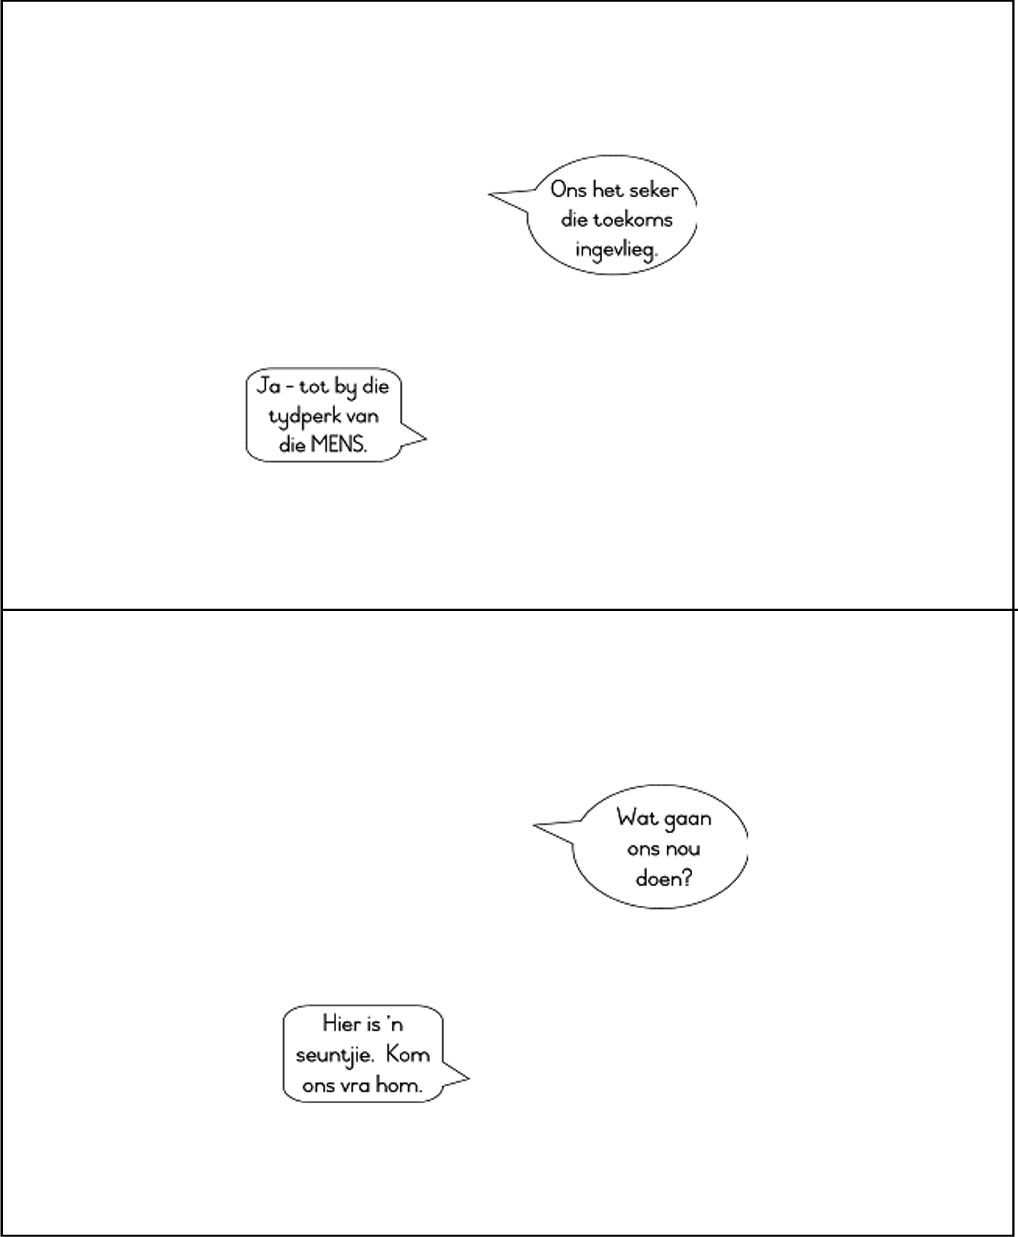 Ons het seker
die toekoms
ingevlieg.
Ja - tot by die
tydperk van
die MENS.
Wat gaan
ons nou
doen?
Hier is 'n
seuntjie. Kom
ons vra hom.